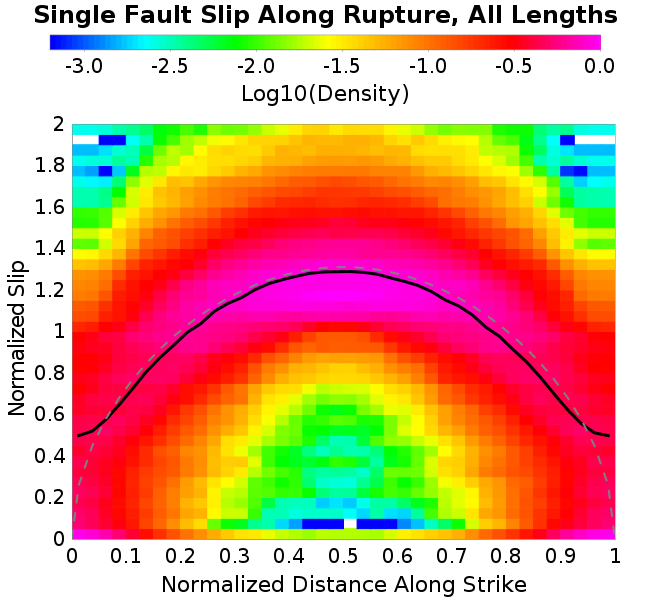 Single Fault Slip Along Rupture, All Lengths
-3.0 -2.5 -2.0 -1.5 -1.0 -0.5 0.0
Log10(Density)
Normalized Slip
2
1.8
1.6
1.4
1.2
1
0.8
0.6
0.4
0.2
0
0 0.1 0.2 0.3 0.4 0.5 0.6 0.7 0.8 0.9 1
Normalized Distance Along Strike